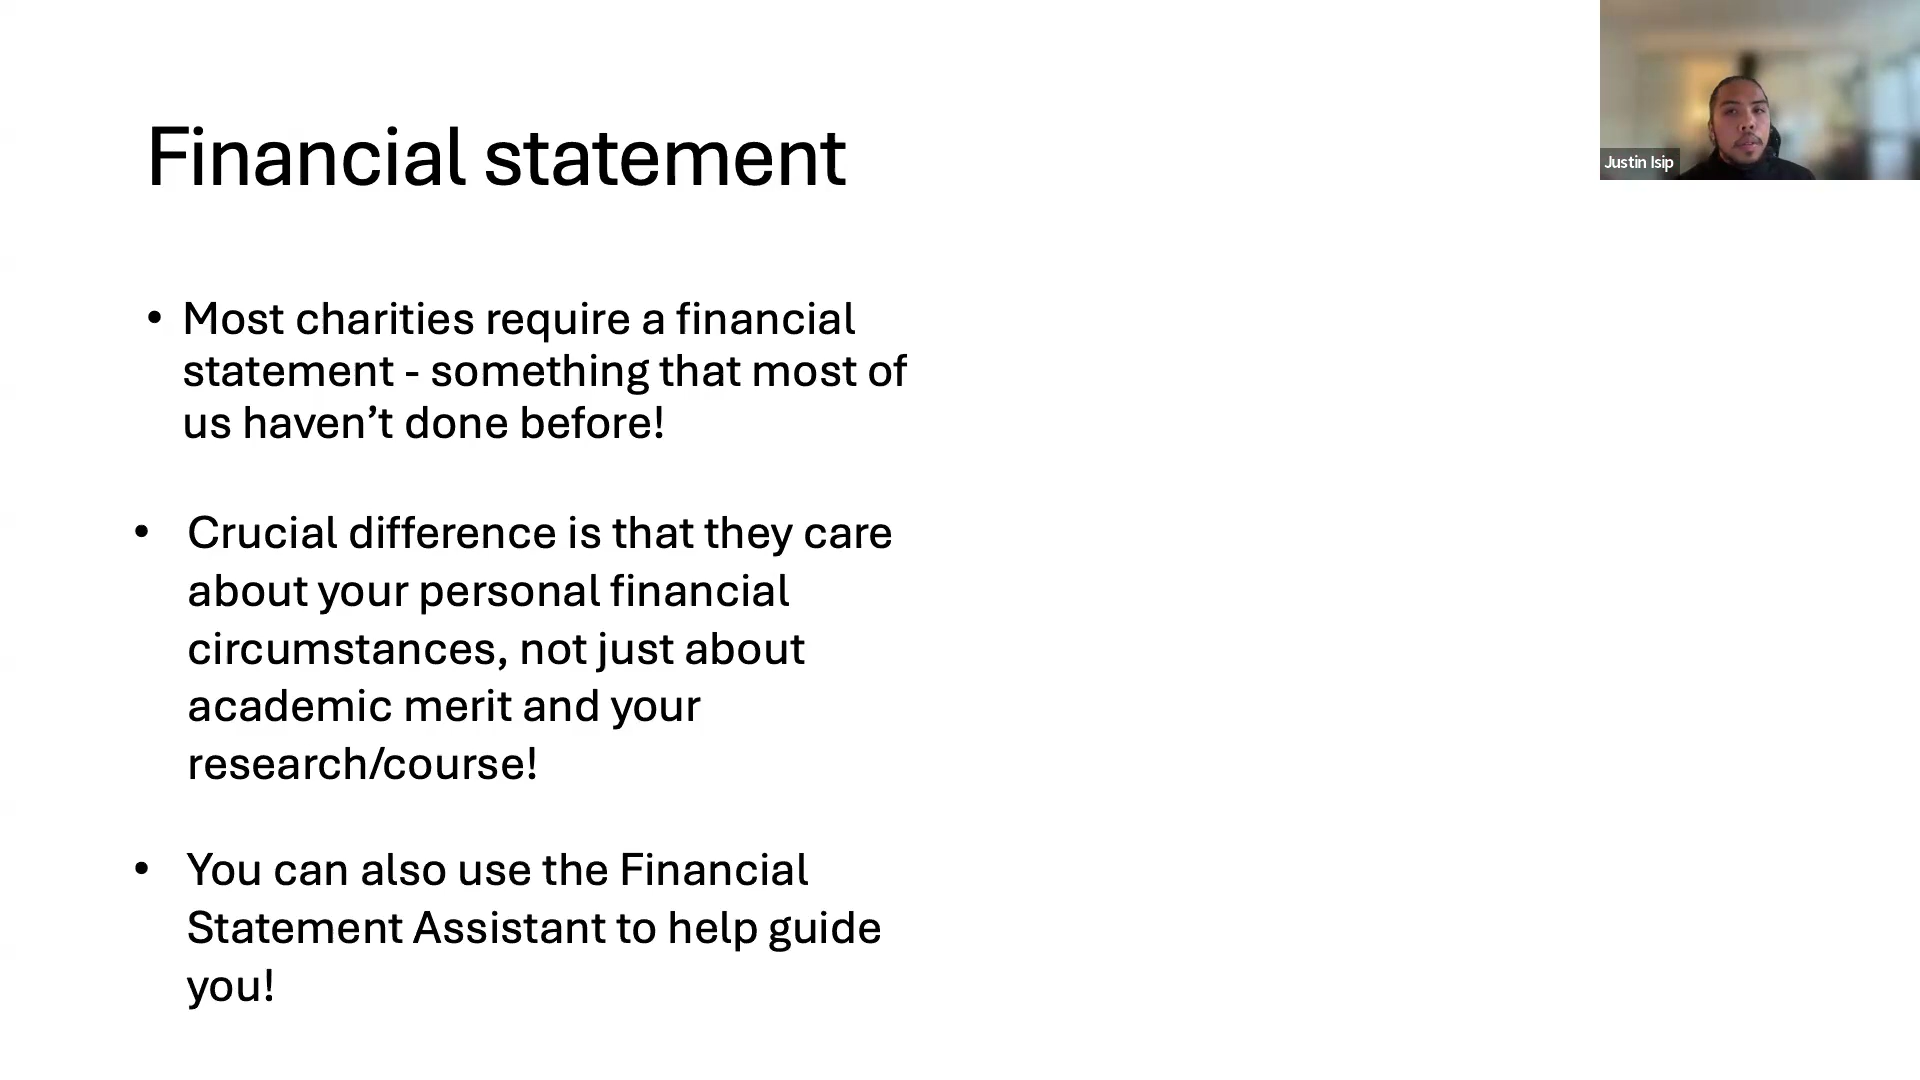 Financial statement
• Most charities require a financial
statement - something that most of
us haven’t done before!
• Crucial difference is that they care
about your personal financial
circumstances, not just about
academic merit and your
research/course!
• You can also use the Financial
Statement Assistant to help guide
you!
Justin Isip